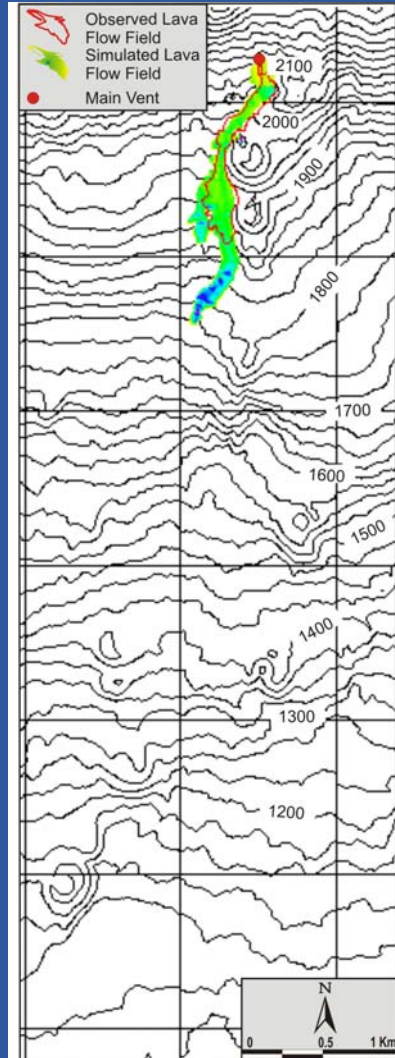 Observed Lava
Flow Field
Simulated Lava
Flow Field
Main Vent
2100
2000
1900
1800
1700
1600
1500
1400
1300
1200
N
0 0.5 1 Km